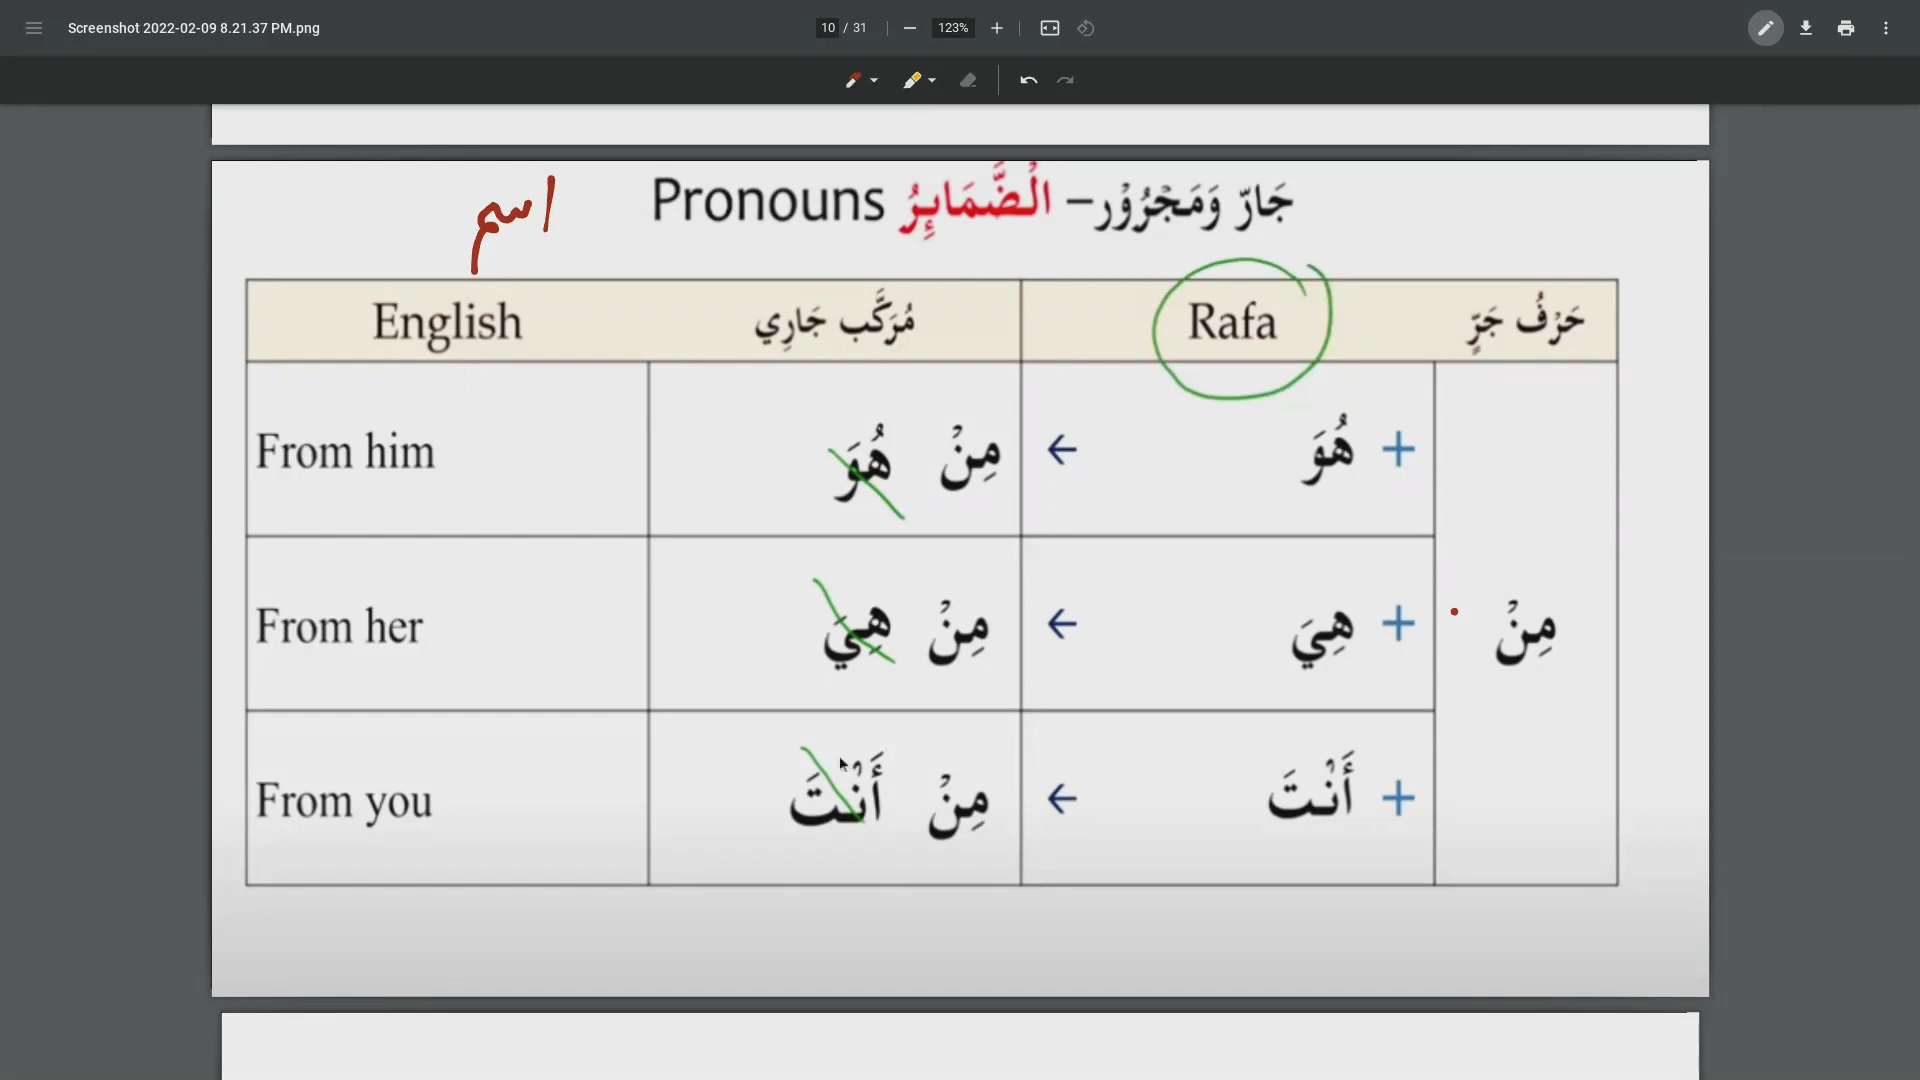 Screenshot 2022-02-09 8.21.37 PM.png
10 / 31
123%
اسم
Pronouns جَارّ وَمَجْرُوْر – الْضَّمَائِرُ
English مُرَكَّب جَارِي Rafa حَرْفُ جَرٍّ
From him مِنْ هُوَ ← هُوَ +
From her مِنْ هِيَ ← هِيَ + مِنْ
From you مِنْ أَنْتَ ← أَنْتَ +